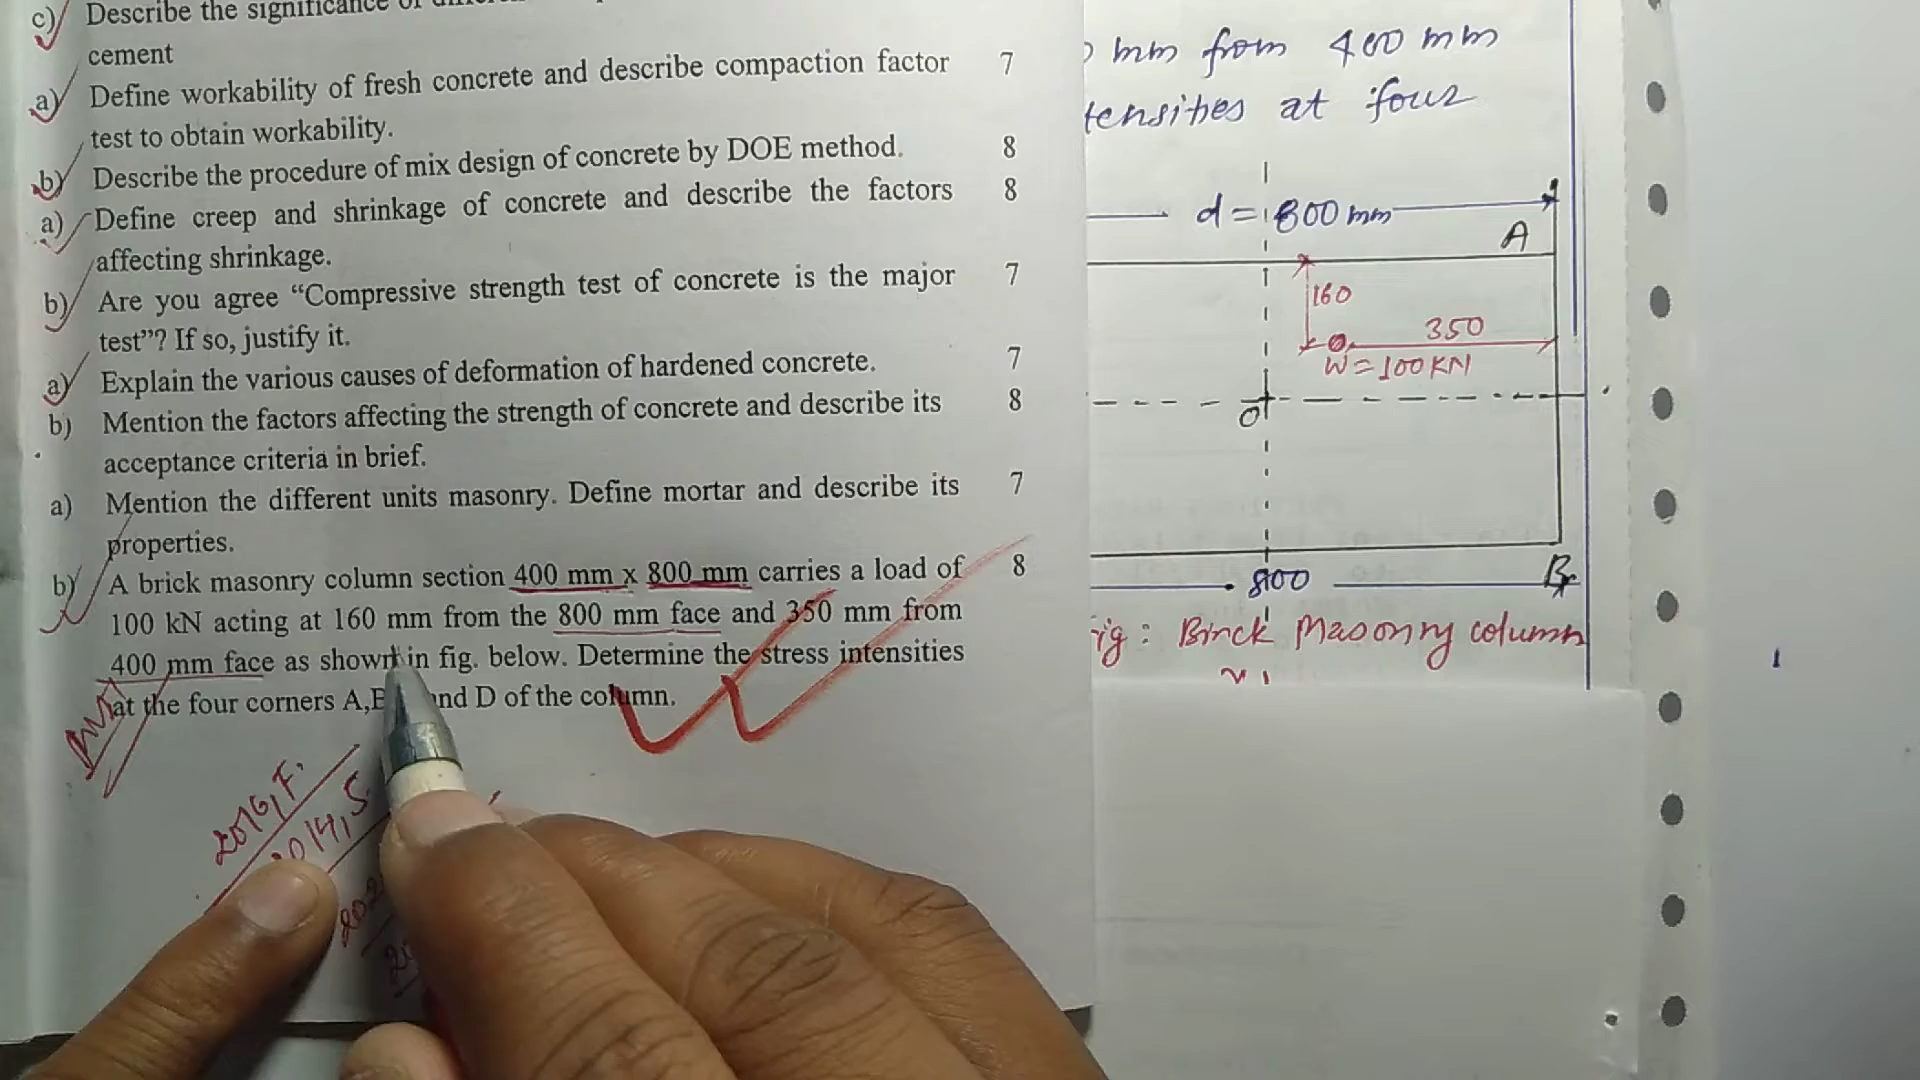 c) Describe the significance of
cement
a) Define workability of fresh concrete and describe compaction factor 7
test to obtain workability.
b) Describe the procedure of mix design of concrete by DOE method. 8
a) Define creep and shrinkage of concrete and describe the factors 8
affecting shrinkage.
b) Are you agree “Compressive strength test of concrete is the major 7
test”? If so, justify it.
a) Explain the various causes of deformation of hardened concrete. 7
b) Mention the factors affecting the strength of concrete and describe its 8
acceptance criteria in brief.
a) Mention the different units masonry. Define mortar and describe its 7
properties.
b) A brick masonry column section 400 mm x 800 mm carries a load of 8
100 kN acting at 160 mm from the 800 mm face and 350 mm from
400 mm face as shown in fig. below. Determine the stress intensities
at the four corners A, and D of the column.
2016, F.
14, S.
mm from 400 mm
tensities at four
d = 800 mm
A
160
350
W = 100 KN
O
800
B
ig: Brick Masonry column